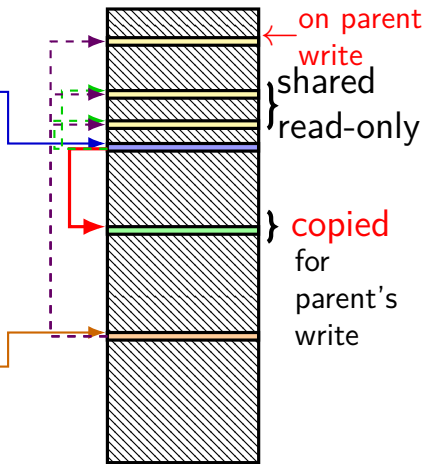 on parent
write
shared
read-only
copied
for
parent's
write